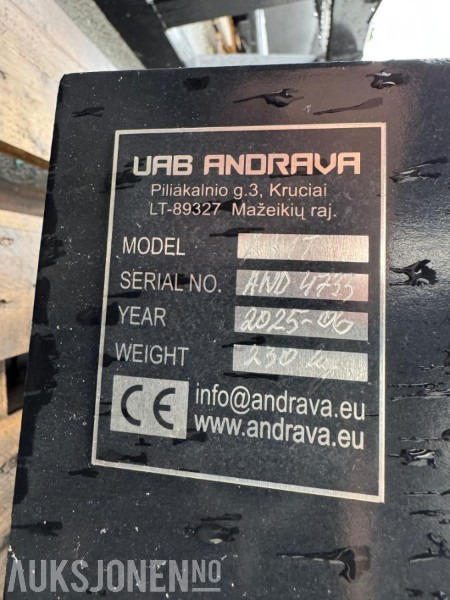 UAB ANDRAVA
Piliakalnio g.3, Kruciai
LT-89327 Mažeikių raj.
MODEL
SERIAL NO. AND 4735
YEAR 2025-06
WEIGHT 230
CE
info@andrava.eu
www.andrava.eu
AUKSJONEN.NO